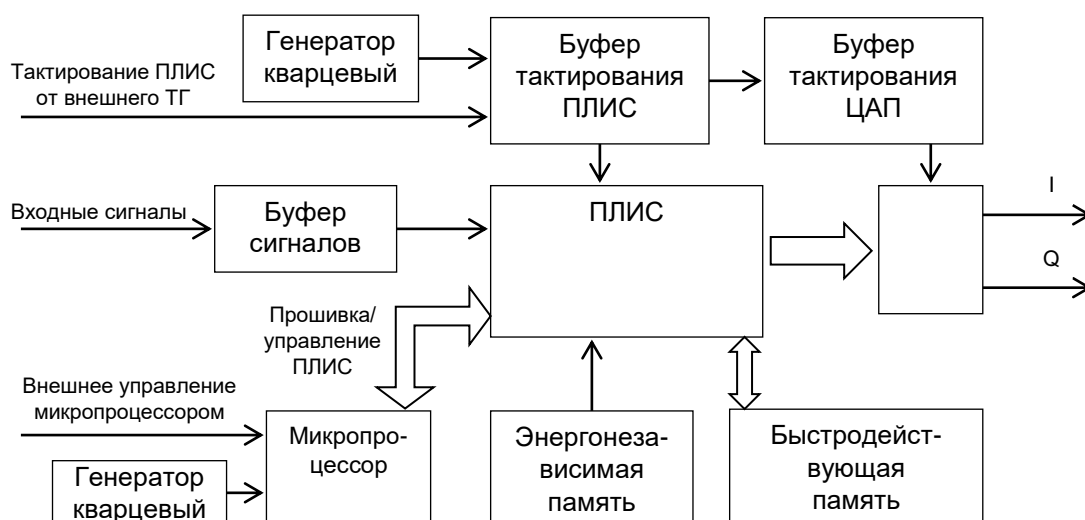 Генератор
кварцевый
Буфер
тактирования
ПЛИС
Буфер
тактирования
ЦАП
Тактирование ПЛИС
от внешнего ТГ
Входные сигналы
Буфер
сигналов
ПЛИС
I
Q
Прошивка/
управление
ПЛИС
Внешнее управление
микропроцессором
Микропро-
цессор
Энергонеза-
висимая
память
Быстродейст-
вующая
память
Генератор
кварцевый